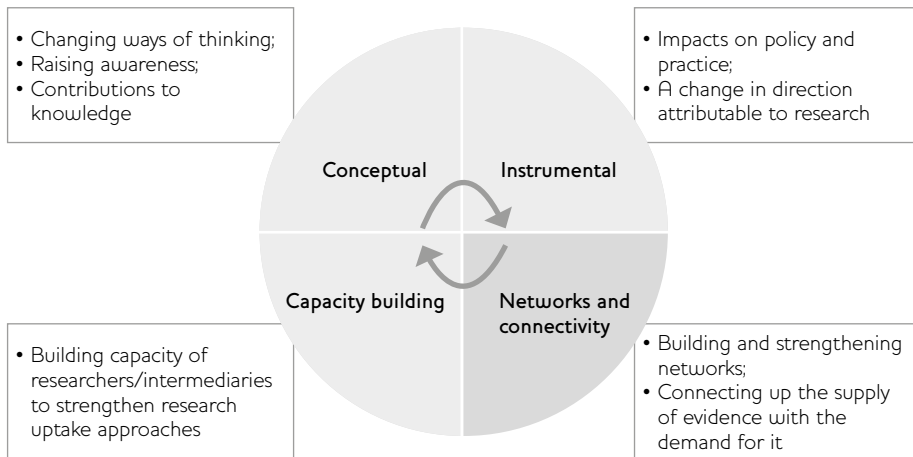 • Changing ways of thinking;
• Raising awareness;
• Contributions to
knowledge
• Impacts on policy and
practice;
• A change in direction
attributable to research
Conceptual
Instrumental
Capacity building
Networks and
connectivity
• Building capacity of
researchers/intermediaries
to strengthen research
uptake approaches
• Building and strengthening
networks;
• Connecting up the supply
of evidence with the
demand for it